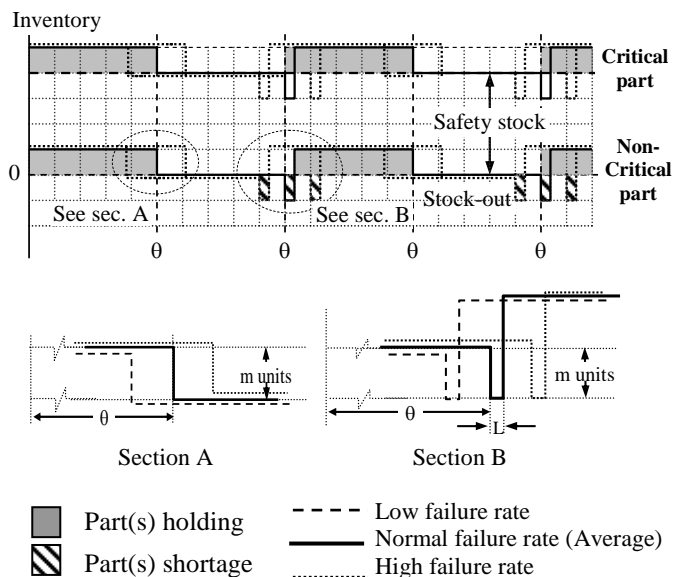 Inventory
Critical
part
Safety stock
Non-
Critical
part
0
See sec. A
See sec. B
Stock-out
θ θ θ θ
m units
θ
Section A
m units
θ
L
Section B
Part(s) holding
Part(s) shortage
Low failure rate
Normal failure rate (Average)
High failure rate